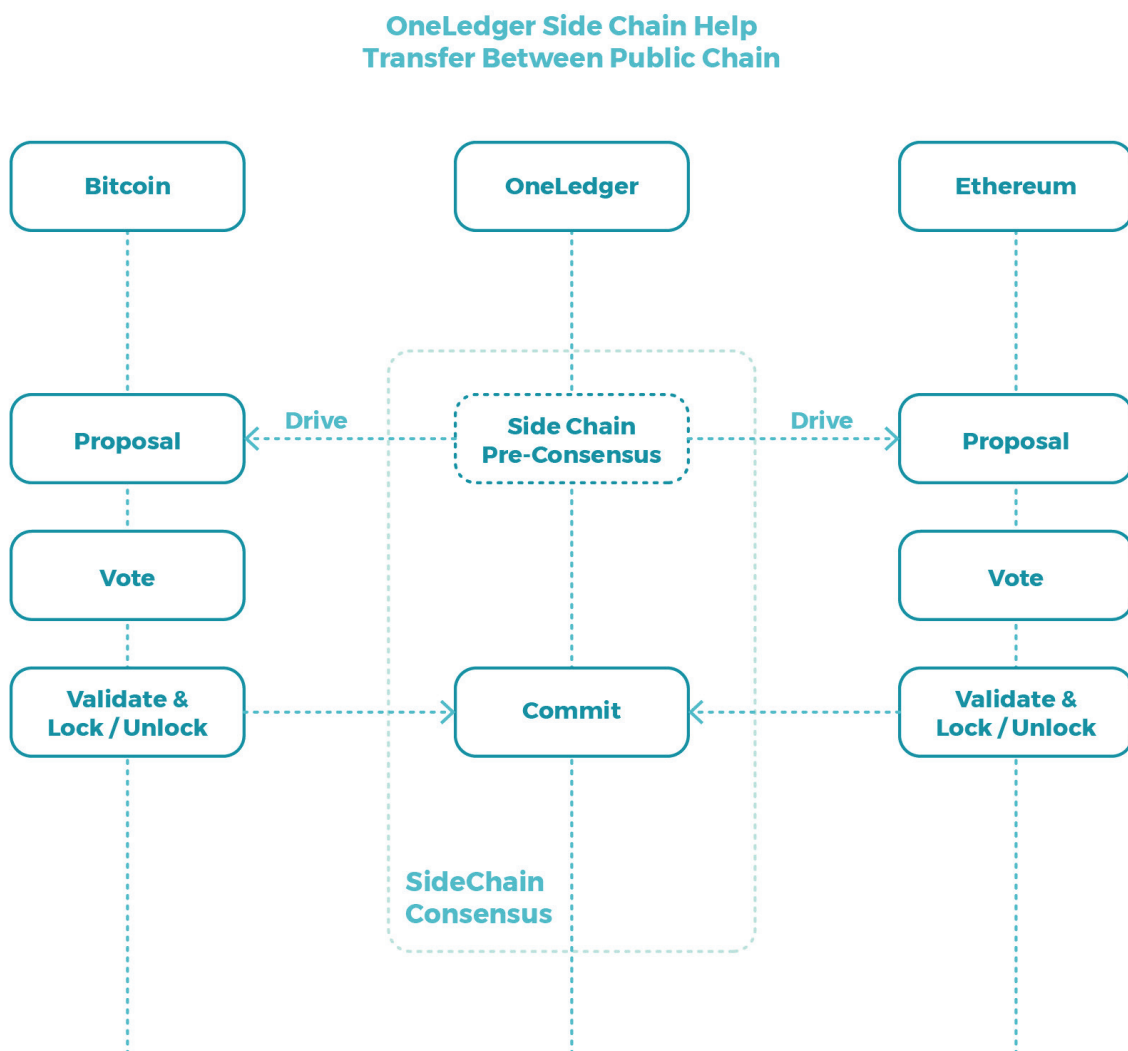 OneLedger Side Chain Help
Transfer Between Public Chain
Bitcoin
OneLedger
Ethereum
Proposal
Drive
Side Chain
Pre-Consensus
Drive
Proposal
Vote
Vote
Validate &
Lock / Unlock
Commit
Validate &
Lock / Unlock
SideChain
Consensus